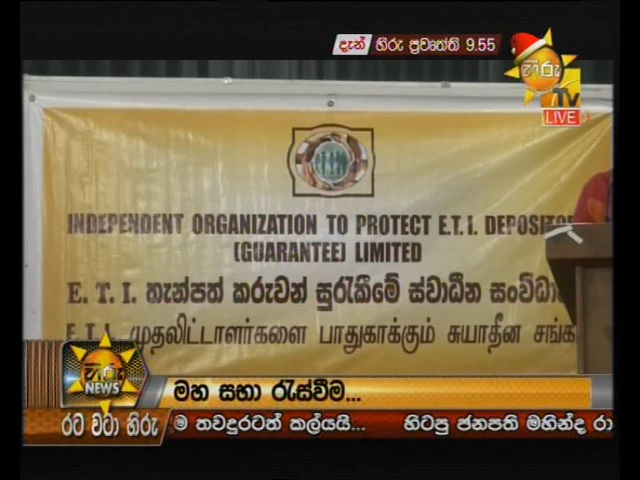 දැන් හිරු ප්‍රවෘත්ති 9.55
හිරු
TV
LIVE
INDEPENDENT ORGANIZATION TO PROTECT E.T.I. DEPOSITOR
(GUARANTEE) LIMITED
E. T. I. තැන්පත් කරුවන් සුරැකීමේ ස්වාධීන සංවිධා
E.T.I. முதலிட்டாளர்களை பாதுகாக்கும் சுயாதீன சங்க
හිරු
NEWS
මහ සභා රැස්වීම...
රට වටා හිරු
ම තවදුරටත් කල්යයි... හිටපු ජනපති මහින්ද රා